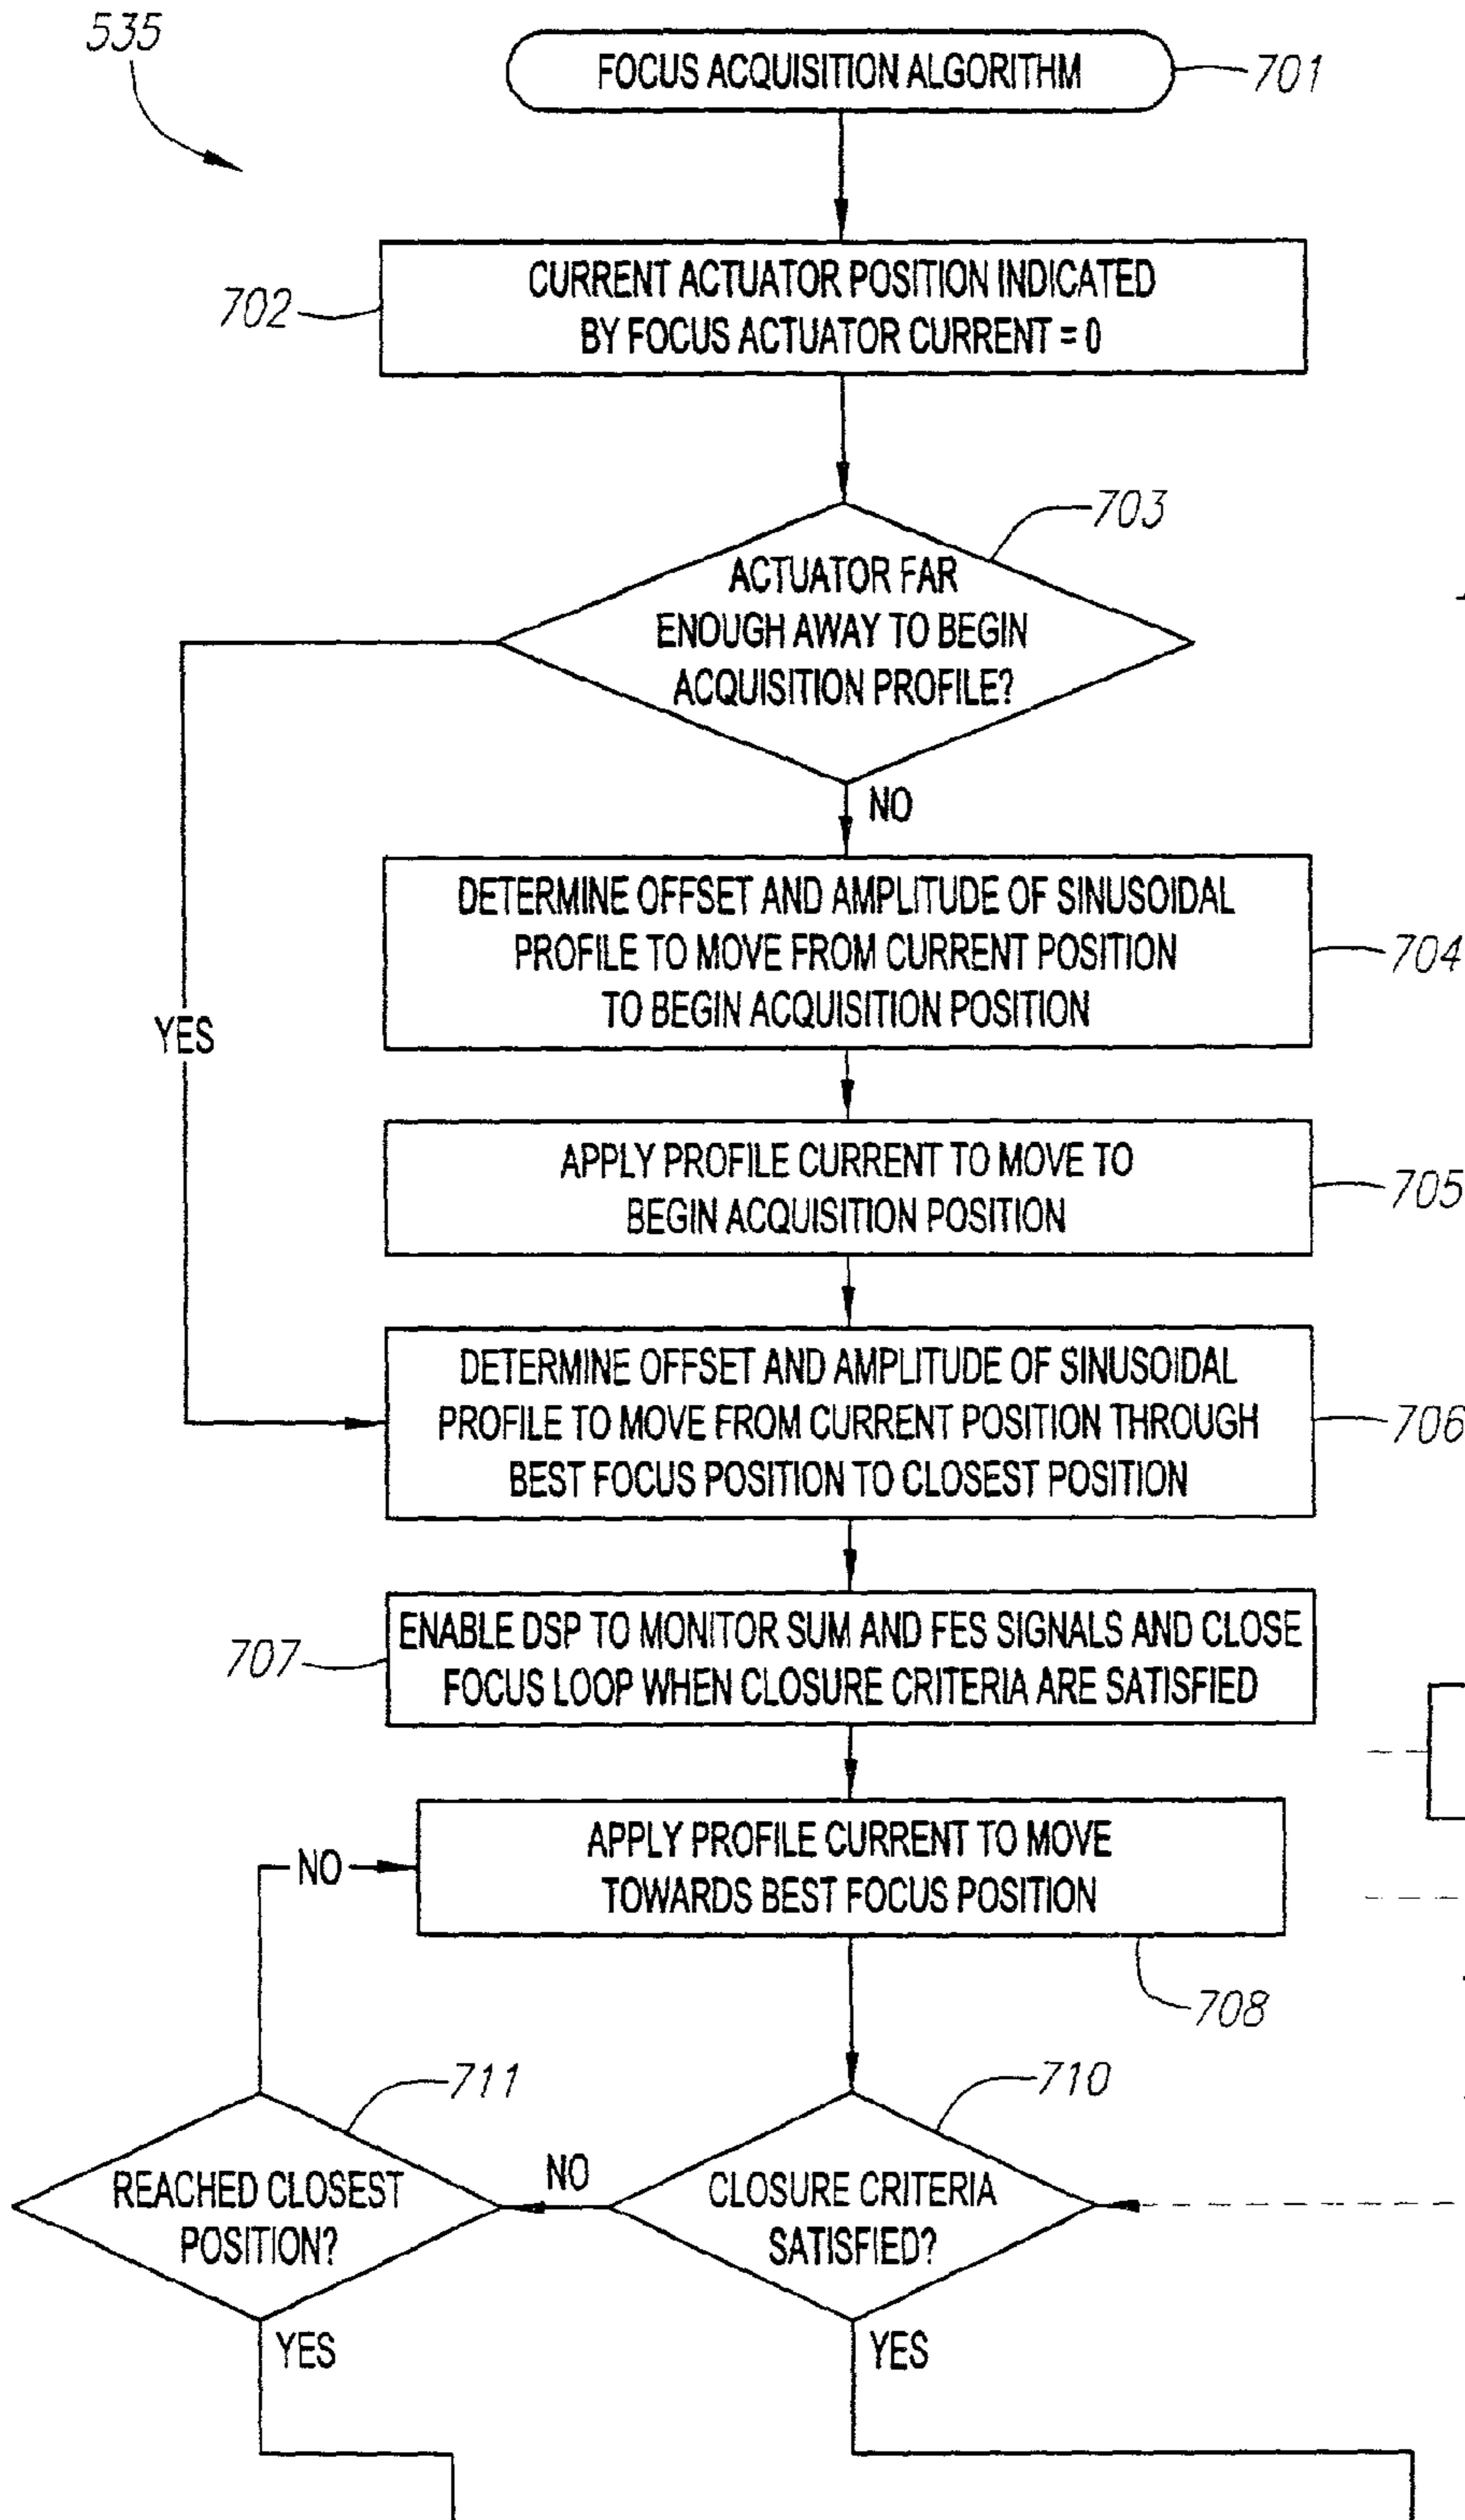 535
FOCUS ACQUISITION ALGORITHM
701
CURRENT ACTUATOR POSITION INDICATED
BY FOCUS ACTUATOR CURRENT = 0
702
703
ACTUATOR FAR
ENOUGH AWAY TO BEGIN
ACQUISITION PROFILE?
NO
YES
DETERMINE OFFSET AND AMPLITUDE OF SINUSOIDAL
PROFILE TO MOVE FROM CURRENT POSITION
TO BEGIN ACQUISITION POSITION
704
APPLY PROFILE CURRENT TO MOVE TO
BEGIN ACQUISITION POSITION
705
DETERMINE OFFSET AND AMPLITUDE OF SINUSOIDAL
PROFILE TO MOVE FROM CURRENT POSITION THROUGH
BEST FOCUS POSITION TO CLOSEST POSITION
706
ENABLE DSP TO MONITOR SUM AND FES SIGNALS AND CLOSE
FOCUS LOOP WHEN CLOSURE CRITERIA ARE SATISFIED
707
APPLY PROFILE CURRENT TO MOVE
TOWARDS BEST FOCUS POSITION
NO
708
711
710
REACHED CLOSEST
POSITION?
NO
CLOSURE CRITERIA
SATISFIED?
YES
YES